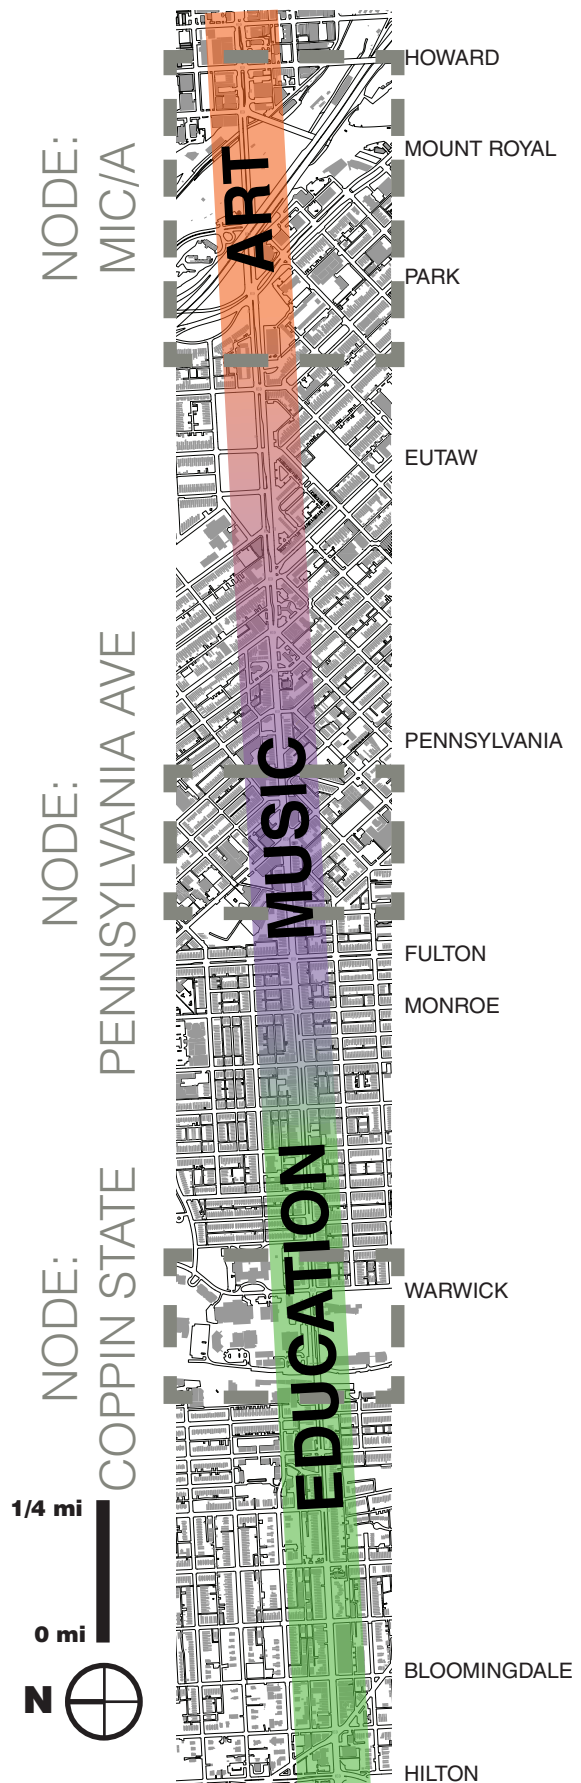 HOWARD
NODE:
MIC/A
MOUNT ROYAL
ART
PARK
EUTAW
NODE:
PENNSYLVANIA AVE
PENNSYLVANIA
MUSIC
FULTON
MONROE
NODE:
COPPIN STATE
EDUCATION
WARWICK
1/4 mi
0 mi
N
BLOOMINGDALE
HILTON